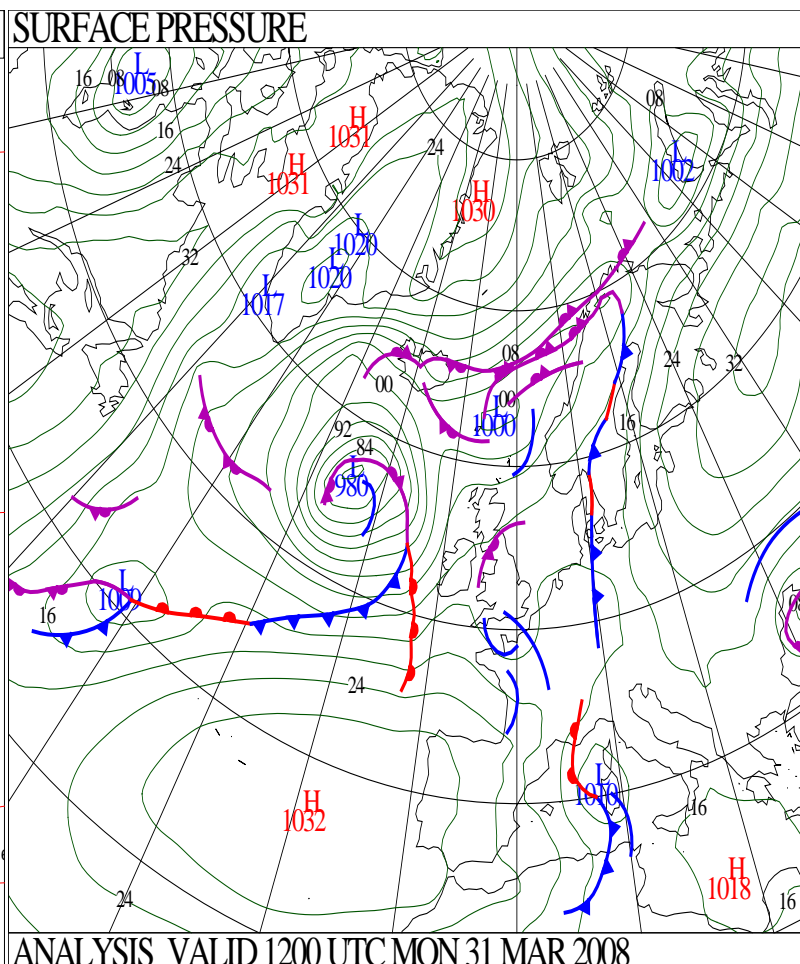 SURFACE PRESSURE
L
1005
16
08
08
16
24
H
1031
H
1031
24
H
1030
08
L
1002
L
1020
L
1020
32
L
1017
08
24
32
00
00
L
1000
16
92
84
L
980
L
1009
16
24
H
1032
L
1010
16
H
1018
24
16
ANALYSIS VALID 1200 UTC MON 31 MAR 2008